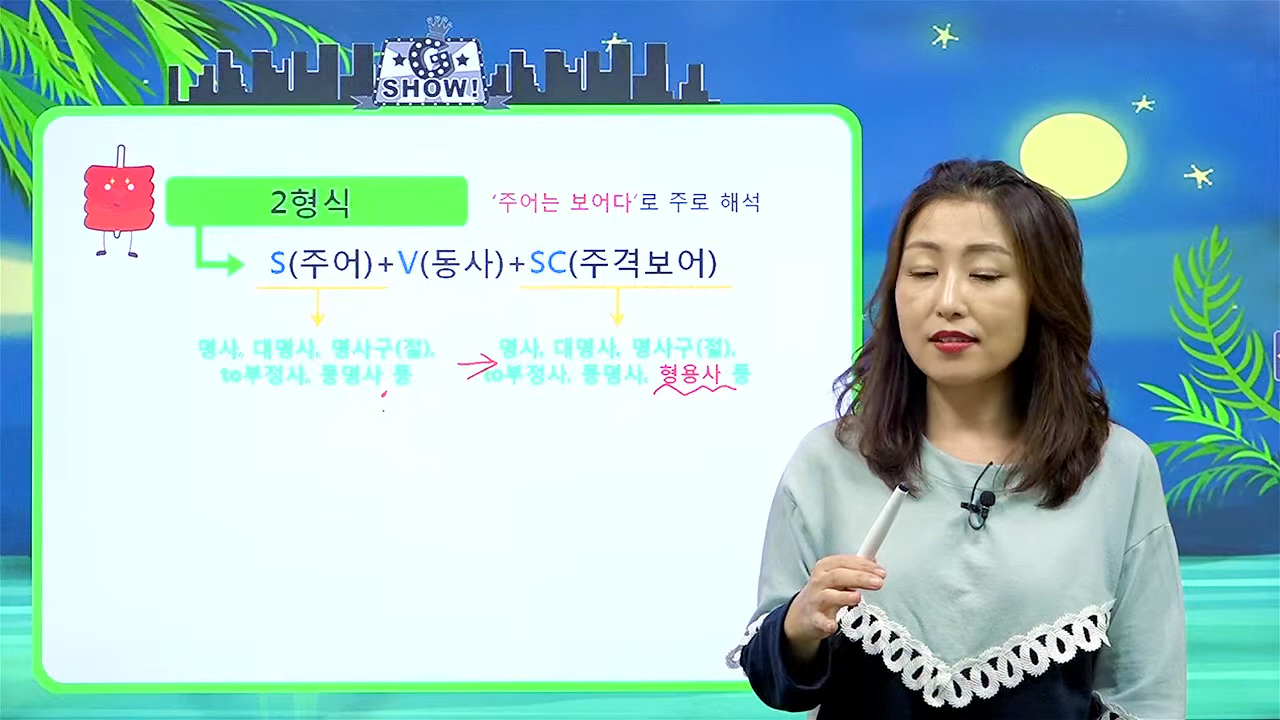 G
SHOW!
2형식
‘주어는 보어다’로 주로 해석
S(주어)+V(동사)+SC(주격보어)
명사, 대명사, 명사구(절),
to부정사, 동명사 등
명사, 대명사, 명사구(절),
to부정사, 동명사, 형용사 등